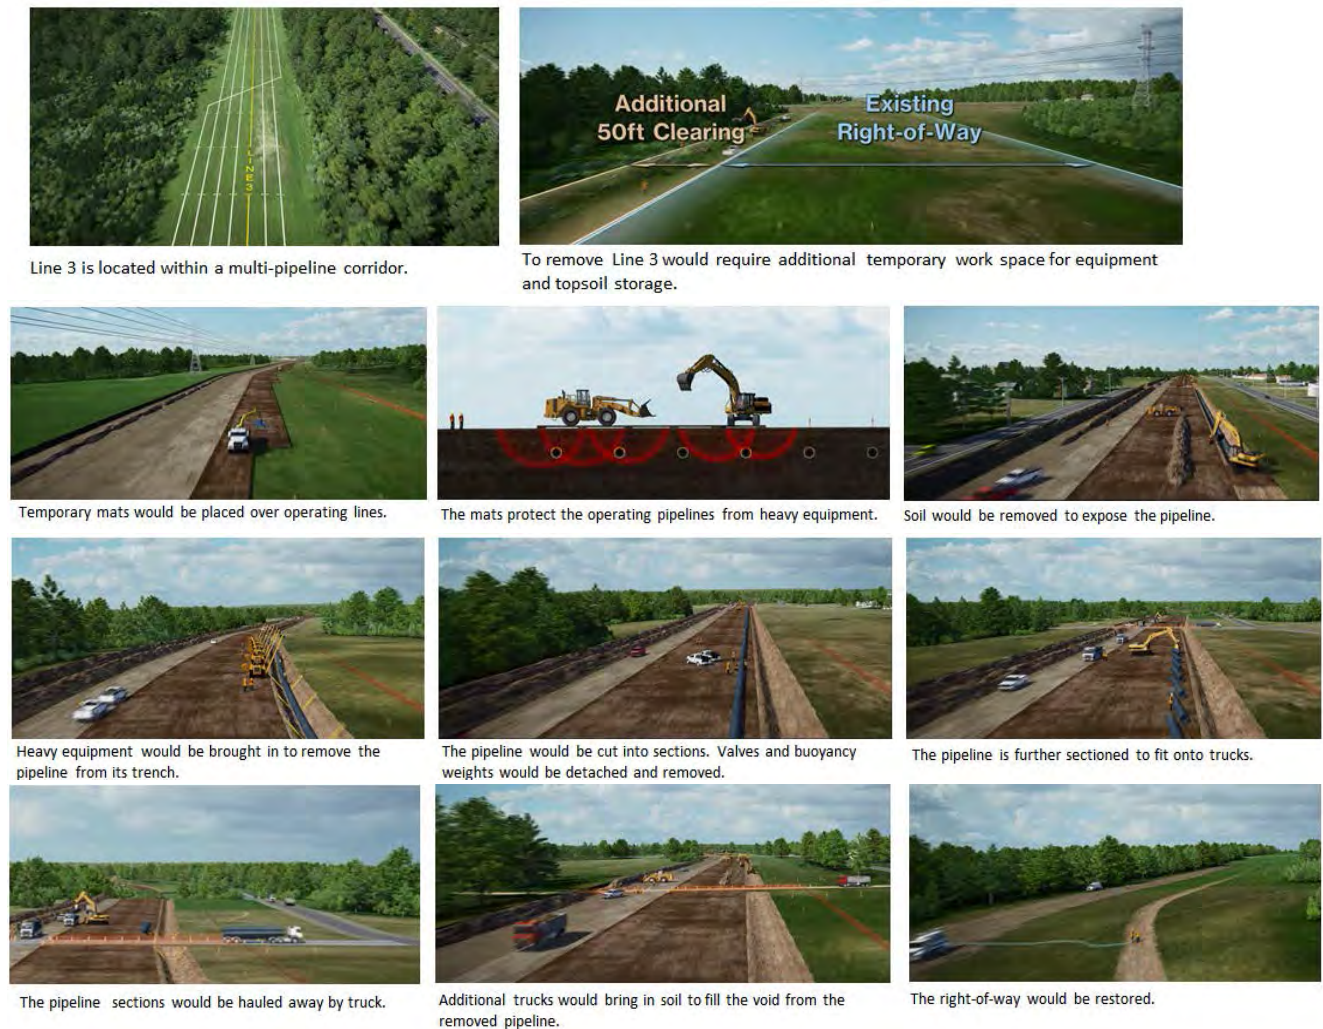 LINE 3
Additional
50ft Clearing
Existing
Right-of-Way
Line 3 is located within a multi-pipeline corridor.
To remove Line 3 would require additional temporary work space for equipment
and topsoil storage.
Temporary mats would be placed over operating lines.
The mats protect the operating pipelines from heavy equipment.
Soil would be removed to expose the pipeline.
Heavy equipment would be brought in to remove the
pipeline from its trench.
The pipeline would be cut into sections. Valves and buoyancy
weights would be detached and removed.
The pipeline is further sectioned to fit onto trucks.
The pipeline sections would be hauled away by truck.
Additional trucks would bring in soil to fill the void from the
removed pipeline.
The right-of-way would be restored.